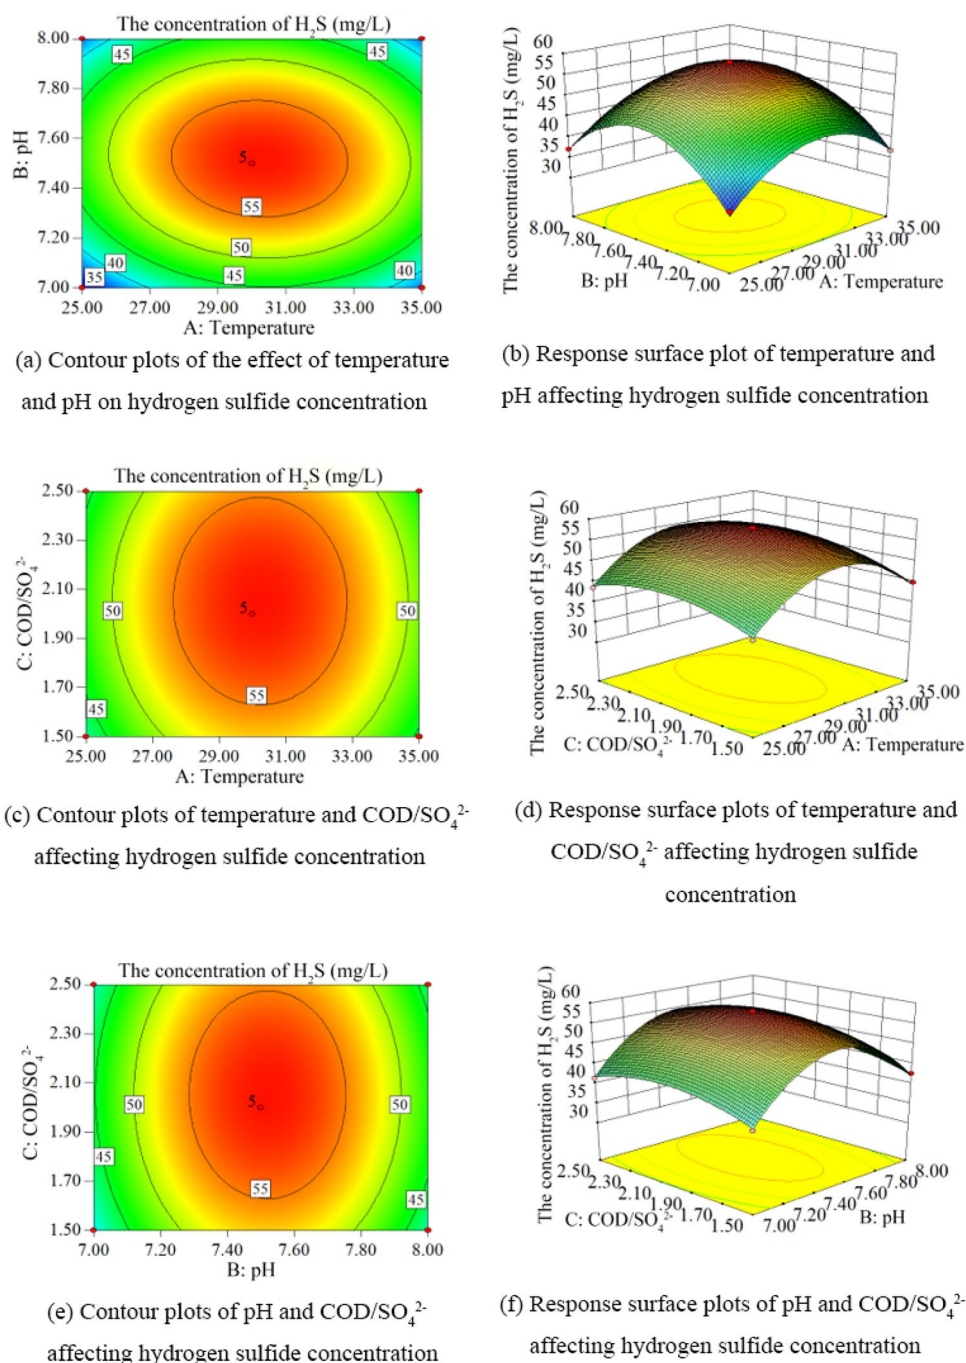 The concentration of H₂S (mg/L)
8.00
7.80
7.60
7.40
7.20
7.00
B: pH
45
45
5
55
50
45
40
35
40
25.00 27.00 29.00 31.00 33.00 35.00
A: Temperature
(a) Contour plots of the effect of temperature
and pH on hydrogen sulfide concentration
The concentration of H₂S (mg/L)
60
55
50
45
40
35
30
8.00
7.80
7.60
7.40
7.20
7.00
B: pH
25.00
27.00
29.00
31.00
33.00
35.00
A: Temperature
(b) Response surface plot of temperature and
pH affecting hydrogen sulfide concentration
The concentration of H₂S (mg/L)
2.50
2.30
2.10
1.90
1.70
1.50
C: COD/SO₄²⁻
50
5
50
55
45
25.00 27.00 29.00 31.00 33.00 35.00
A: Temperature
(c) Contour plots of temperature and COD/SO₄²⁻
affecting hydrogen sulfide concentration
The concentration of H₂S (mg/L)
60
55
50
45
40
35
30
2.50
2.30
2.10
1.90
1.70
1.50
C: COD/SO₄²⁻
25.00
27.00
29.00
31.00
33.00
35.00
A: Temperature
(d) Response surface plots of temperature and
COD/SO₄²⁻ affecting hydrogen sulfide
concentration
The concentration of H₂S (mg/L)
2.50
2.30
2.10
1.90
1.70
1.50
C: COD/SO₄²⁻
50
5
50
45
55
45
7.00 7.20 7.40 7.60 7.80 8.00
B: pH
(e) Contour plots of pH and COD/SO₄²⁻
affecting hydrogen sulfide concentration
The concentration of H₂S (mg/L)
60
55
50
45
40
35
30
2.50
2.30
2.10
1.90
1.70
1.50
C: COD/SO₄²⁻
7.00
7.20
7.40
7.60
7.80
8.00
B: pH
(f) Response surface plots of pH and COD/SO₄²⁻
affecting hydrogen sulfide concentration